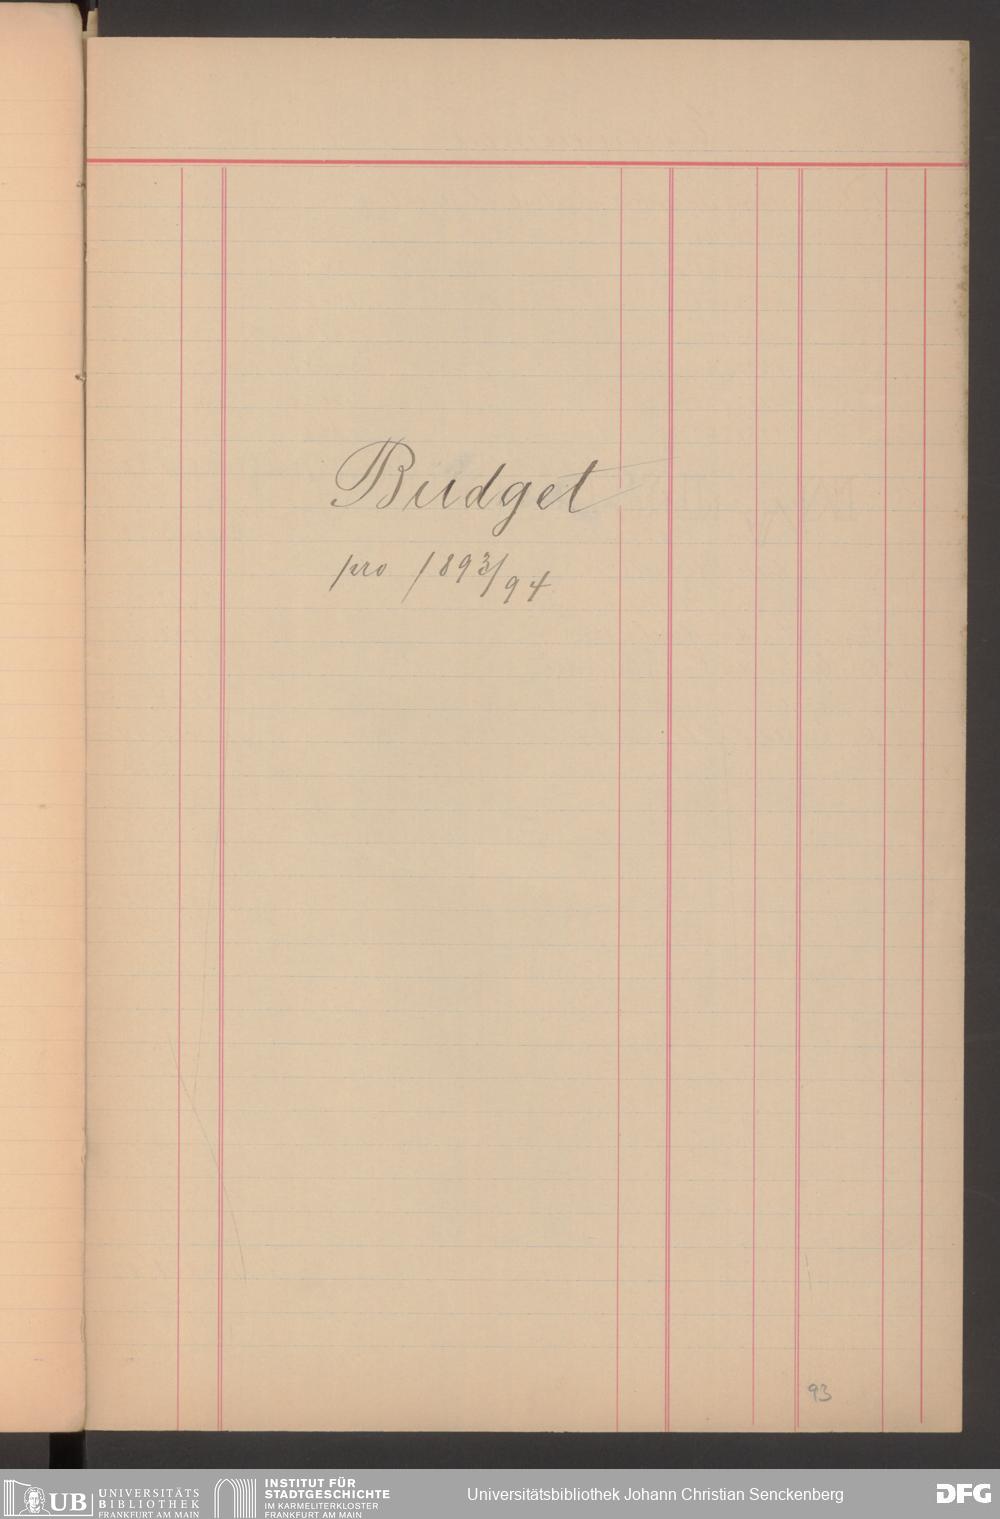 Budget
pro 1893/94
93
UB UNIVERSITÄTS
BIBLIOTHEK
FRANKFURT AM MAIN
INSTITUT FÜR
STADTGESCHICHTE
IM KARMELITERKLOSTER
FRANKFURT AM MAIN
Universitätsbibliothek Johann Christian Senckenberg
DFG